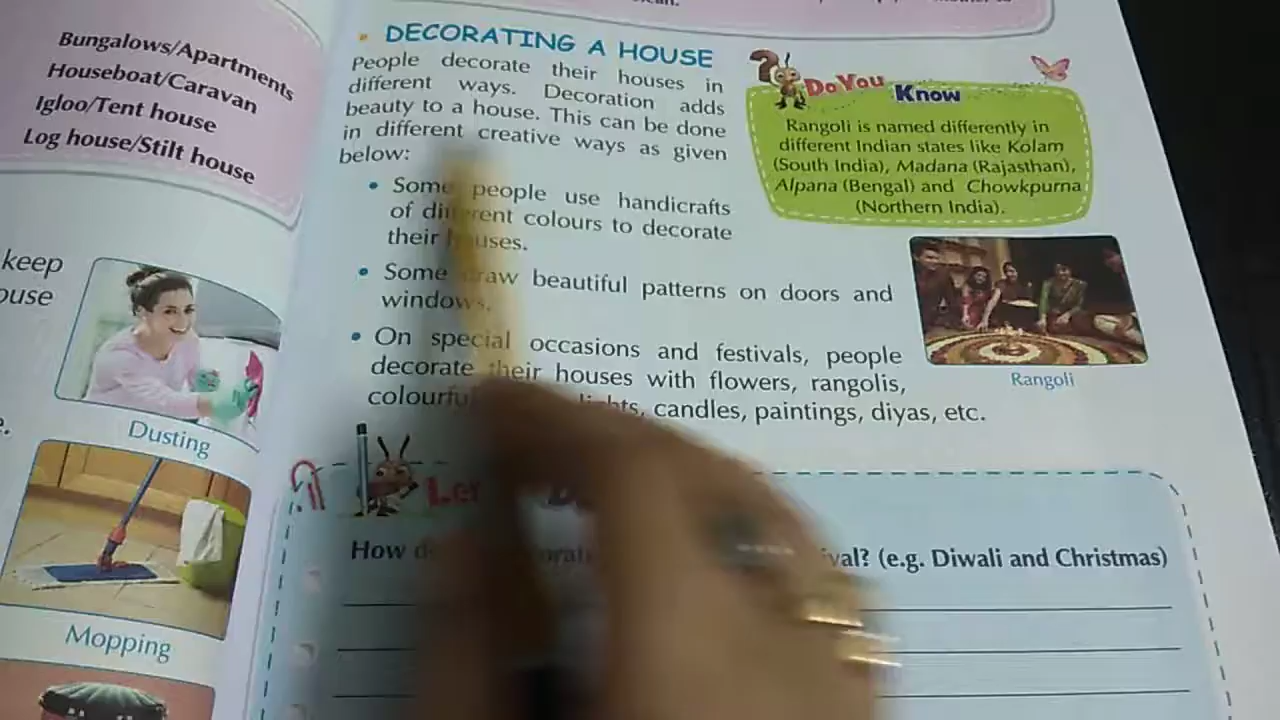 Bungalows/Apartments
Houseboat/Caravan
Igloo/Tent house
Log house/Stilt house
keep
Dusting
Mopping
DECORATING A HOUSE
People decorate their houses in
different ways. Decoration adds
beauty to a house. This can be done
in different creative ways as given
below:
• Some people use handicrafts
of different colours to decorate
their houses.
• Some draw beautiful patterns on doors and
windows.
• On special occasions and festivals, people
decorate their houses with flowers, rangolis,
lights, candles, paintings, diyas, etc.
Do You Know
Rangoli is named differently in
different Indian states like Kolam
(South India), Madana (Rajasthan),
Alpana (Bengal) and Chowkpurna
(Northern India).
Rangoli
How (e.g. Diwali and Christmas)